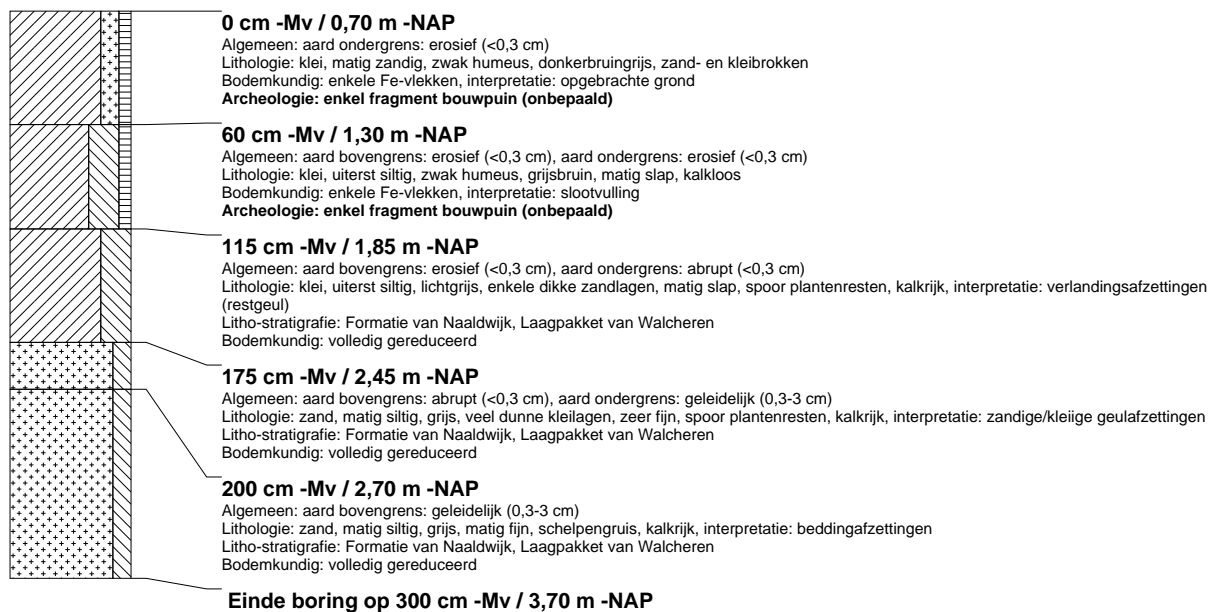 0 cm -Mv / 0,70 m -NAP
Algemeen: aard ondergrens: erosief (<0,3 cm)
Lithologie: klei, matig zandig, zwak humeus, donkerbruingrijs, zand- en kleibrokken
Bodemkundig: enkele Fe-vlekken, interpretatie: opgebrachte grond
Archeologie: enkel fragment bouwpuin (onbepaald)
60 cm -Mv / 1,30 m -NAP
Algemeen: aard bovengrens: erosief (<0,3 cm), aard ondergrens: erosief (<0,3 cm)
Lithologie: klei, uiterst siltig, zwak humeus, grijsbruin, matig slap, kalkloos
Bodemkundig: enkele Fe-vlekken, interpretatie: slootvulling
Archeologie: enkel fragment bouwpuin (onbepaald)
115 cm -Mv / 1,85 m -NAP
Algemeen: aard bovengrens: erosief (<0,3 cm), aard ondergrens: abrupt (<0,3 cm)
Lithologie: klei, uiterst siltig, lichtgrijs, enkele dikke zandlagen, matig slap, spoor plantenresten, kalkrijk, interpretatie: verlandingsafzettingen
(restgeul)
Litho-stratigrafie: Formatie van Naaldwijk, Laagpakket van Walcheren
Bodemkundig: volledig gereduceerd
175 cm -Mv / 2,45 m -NAP
Algemeen: aard bovengrens: abrupt (<0,3 cm), aard ondergrens: geleidelijk (0,3-3 cm)
Lithologie: zand, matig siltig, grijs, veel dunne kleilagen, zeer fijn, spoor plantenresten, kalkrijk, interpretatie: zandige/kleiige geulafzettingen
Litho-stratigrafie: Formatie van Naaldwijk, Laagpakket van Walcheren
Bodemkundig: volledig gereduceerd
200 cm -Mv / 2,70 m -NAP
Algemeen: aard bovengrens: geleidelijk (0,3-3 cm)
Lithologie: zand, matig siltig, grijs, matig fijn, schelpengruis, kalkrijk, interpretatie: beddingafzettingen
Litho-stratigrafie: Formatie van Naaldwijk, Laagpakket van Walcheren
Bodemkundig: volledig gereduceerd
Einde boring op 300 cm -Mv / 3,70 m -NAP